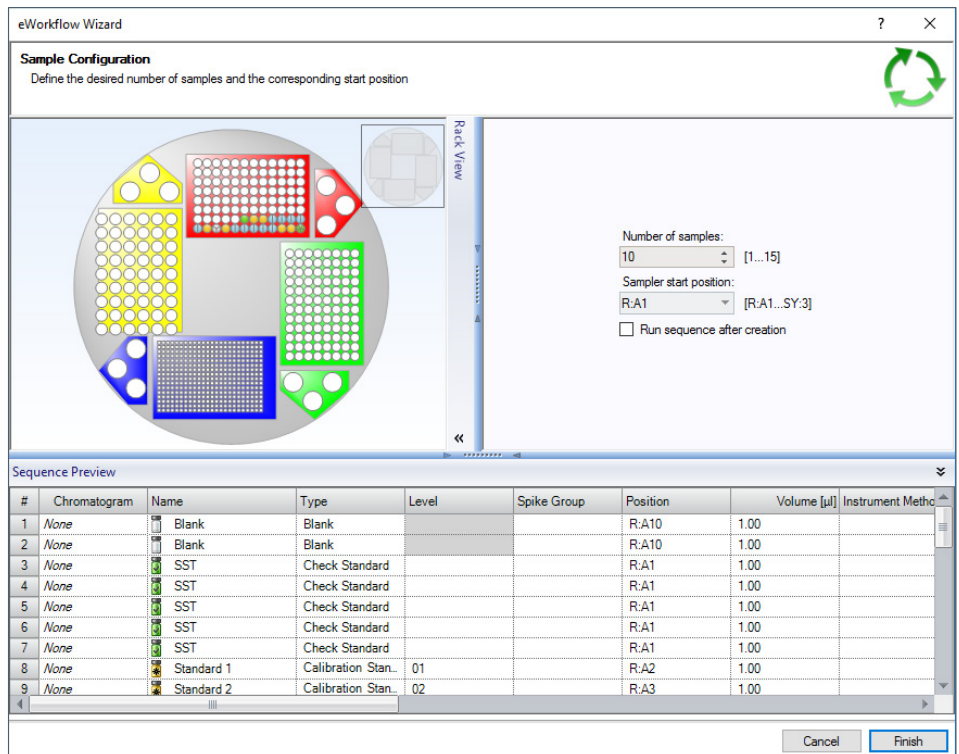 eWorkflow Wizard
?
Sample Configuration
Define the desired number of samples and the corresponding start position
Rack View
Number of samples:
10 [1...15]
Sampler start position:
R:A1 [R:A1...SY:3]
Run sequence after creation
Sequence Preview
# Chromatogram Name Type Level Spike Group Position Volume [µl] Instrument Metho
1 None Blank Blank R:A10 1.00
2 None Blank Blank R:A10 1.00
3 None SST Check Standard R:A1 1.00
4 None SST Check Standard R:A1 1.00
5 None SST Check Standard R:A1 1.00
6 None SST Check Standard R:A1 1.00
7 None SST Check Standard R:A1 1.00
8 None Standard 1 Calibration Stan... 01 R:A2 1.00
9 None Standard 2 Calibration Stan... 02 R:A3 1.00
Cancel Finish